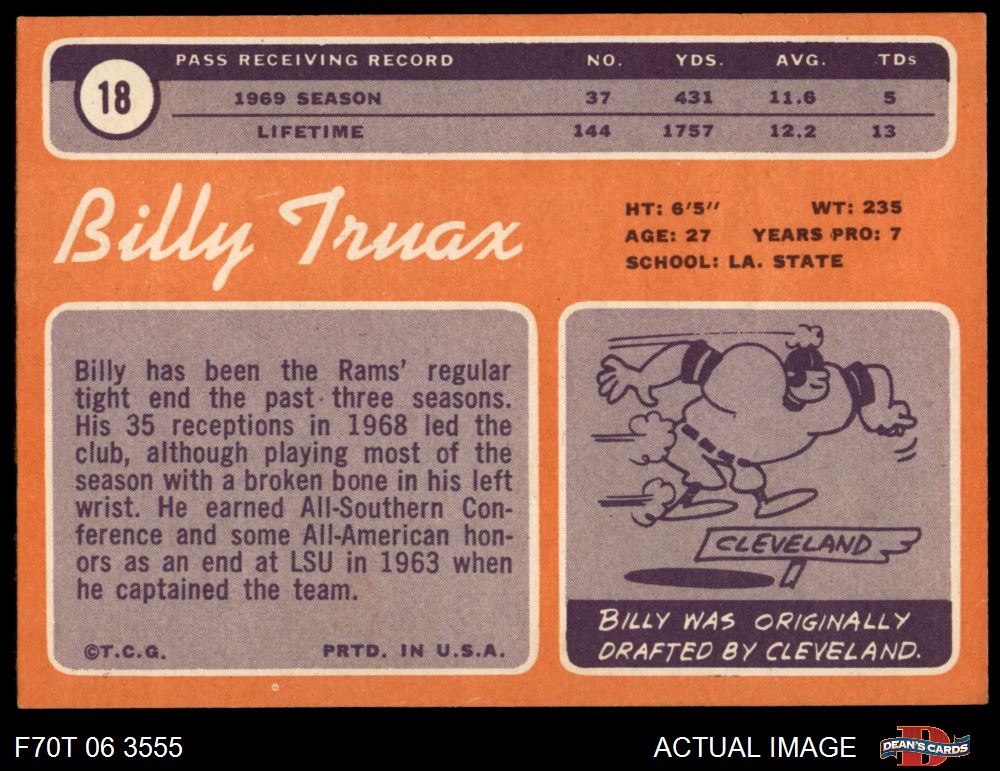 PASS RECEIVING RECORD NO. YDS. AVG. TDs
18
1969 SEASON 37 431 11.6 5
LIFETIME 144 1757 12.2 13
Billy Truax
HT: 6'5" WT: 235
AGE: 27 YEARS PRO: 7
SCHOOL: LA. STATE
Billy has been the Rams' regular
tight end the past three seasons.
His 35 receptions in 1968 led the
club, although playing most of the
season with a broken bone in his left
wrist. He earned All-Southern Con-
ference and some All-American hon-
ors as an end at LSU in 1963 when
he captained the team.
©T.C.G. PRTD. IN U.S.A.
CLEVELAND
BILLY WAS ORIGINALLY
DRAFTED BY CLEVELAND.
F70T 06 3555
ACTUAL IMAGE
DEAN'S CARDS